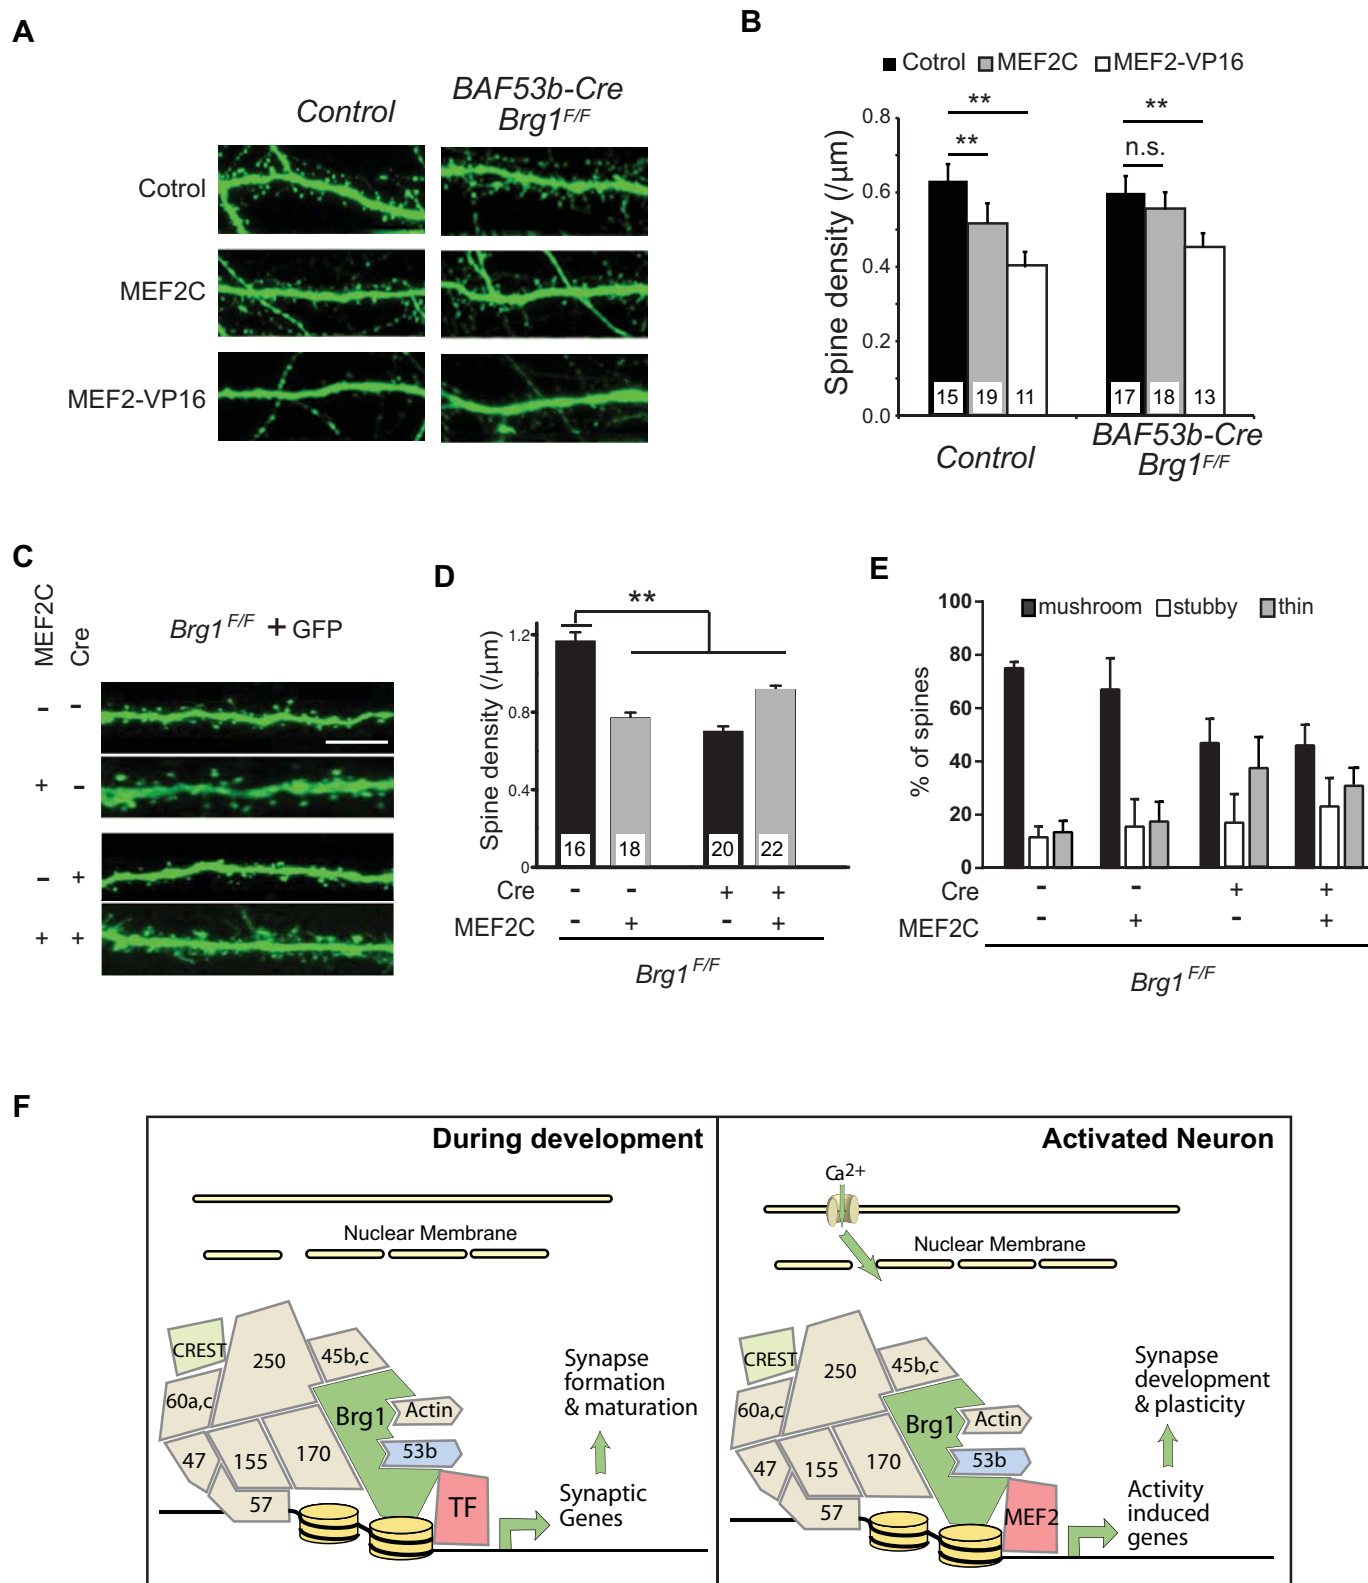 A
Control
BAF53b-Cre
Brg1F/F
Cotrol
MEF2C
MEF2-VP16
B
Cotrol MEF2C MEF2-VP16
Spine density (/µm)
0.8
0.6
0.4
0.2
0.0
**
**
**
n.s.
15 19 11 17 18 13
Control
BAF53b-Cre
Brg1F/F
C
MEF2C
Cre
Brg1 F/F + GFP
- -
+ -
- +
+ +
D
**
Spine density (/µm)
1.2
0.8
0.4
0
16 18 20 22
Cre - - + +
MEF2C - + - +
Brg1 F/F
E
mushroom stubby thin
% of spines
100
80
60
40
20
0
Cre - - + +
MEF2C - + - +
Brg1 F/F
F
During development
Nuclear Membrane
CREST
250
45b,c
60a,c
Brg1
Actin
47
155
170
53b
57
TF
Synapse
formation
& maturation
Synaptic
Genes
Activated Neuron
Ca2+
Nuclear Membrane
CREST
250
45b,c
60a,c
Brg1
Actin
47
155
170
53b
57
MEF2
Synapse
development
& plasticity
Activity
induced
genes